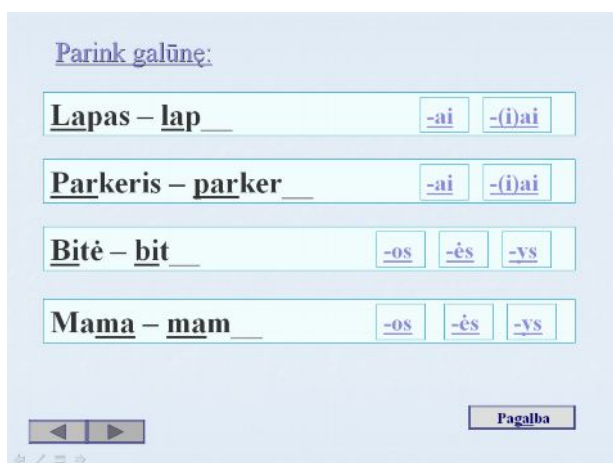 Parink galūnę:
Lapas – lap__ -ai -(i)ai
Parkeris – parker__ -ai -(i)ai
Bitė – bit__ -os -ės -ys
Mama – mam__ -os -ės -ys
Pagalba